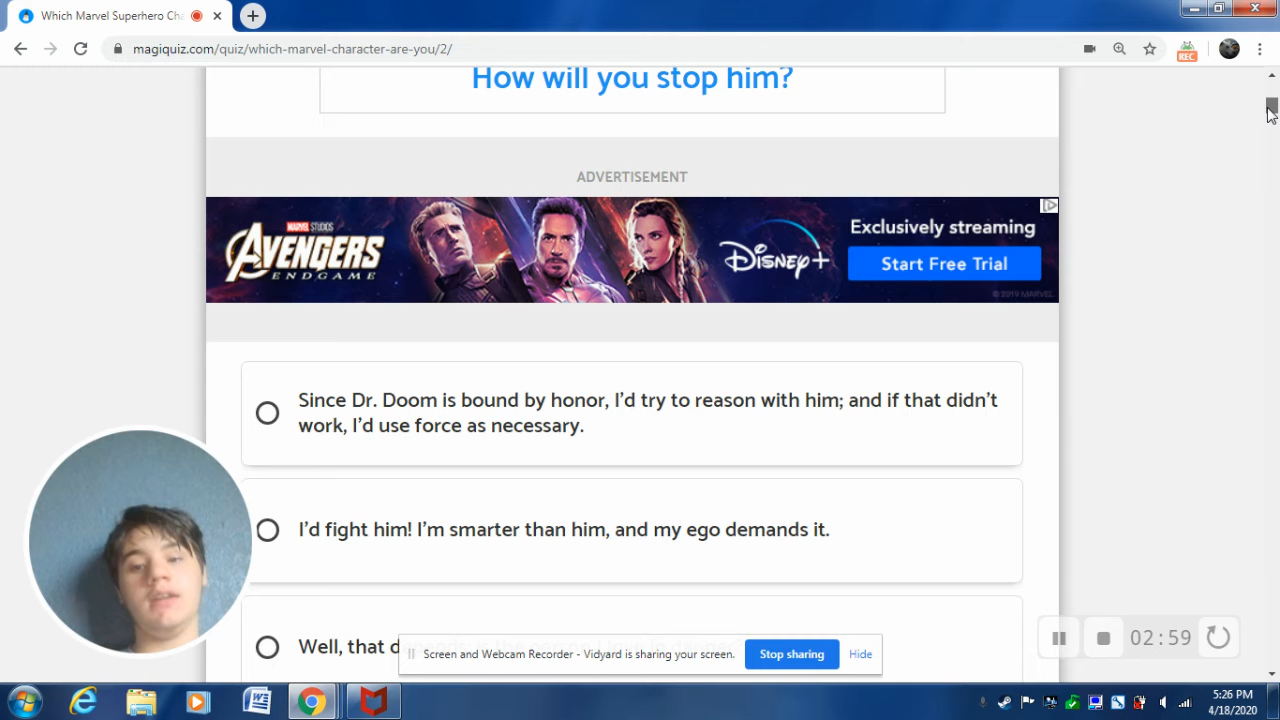 Which Marvel Superhero Cha
magiquiz.com/quiz/which-marvel-character-are-you/2/
REC
How will you stop him?
ADVERTISEMENT
MARVEL STUDIOS
AVENGERS
ENDGAME
Disney+
Exclusively streaming
Start Free Trial
© 2019 MARVEL
Since Dr. Doom is bound by honor, I'd try to reason with him; and if that didn't
work, I'd use force as necessary.
I'd fight him! I'm smarter than him, and my ego demands it.
Well, that d
Screen and Webcam Recorder - Vidyard is sharing your screen.
Stop sharing
Hide
02:59
5:26 PM
4/18/2020